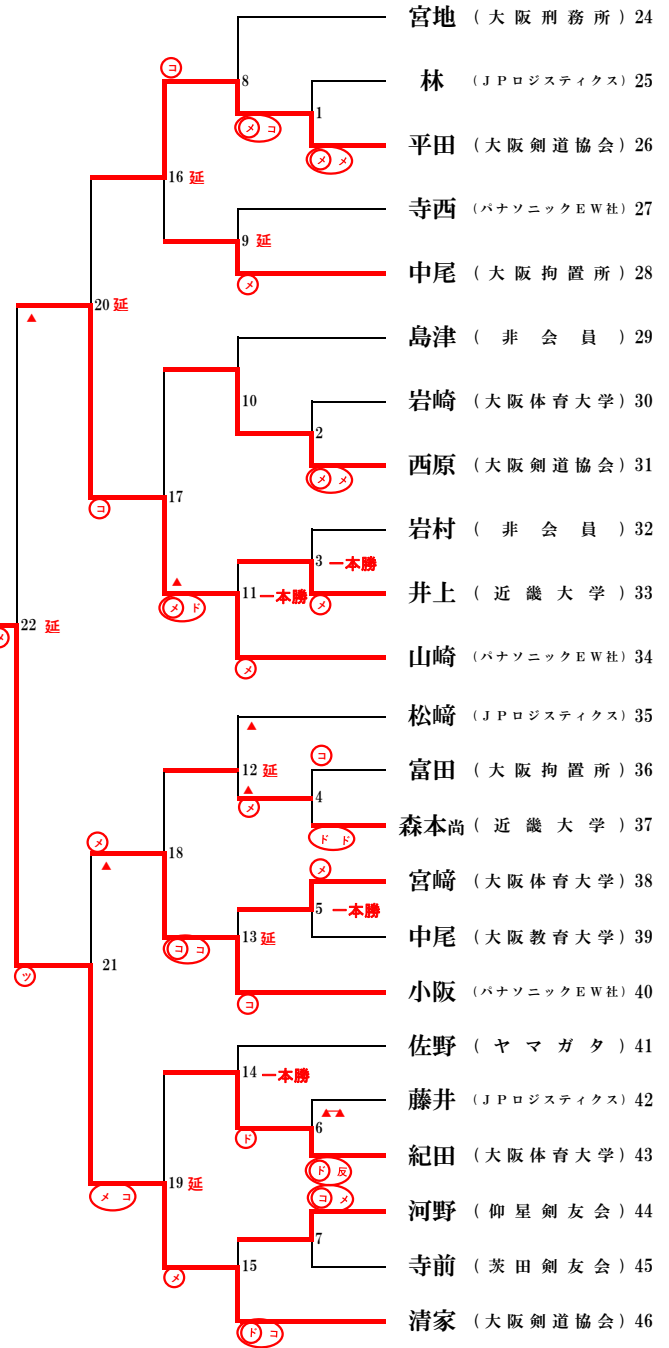 宮地 (大阪刑務所) 24
コ
8
林 (JPロジスティクス) 25
1
メ コ
平田 (大阪剣道協会) 26
メ メ
16 延
寺西 (パナソニックEW社) 27
9 延
中尾 (大阪拘置所) 28
メ
20 延
▲
島津 (非会員) 29
10
岩崎 (大阪体育大学) 30
2
西原 (大阪剣道協会) 31
メ メ
17
コ
岩村 (非会員) 32
3 一本勝
▲
11 一本勝
井上 (近畿大学) 33
メ ド
メ
22 延
メ
山崎 (パナソニックEW社) 34
メ
松﨑 (JPロジスティクス) 35
▲
コ
12 延
富田 (大阪拘置所) 36
▲
4
メ
森本尚 (近畿大学) 37
メ
ド ド
18
▲
メ
宮﨑 (大阪体育大学) 38
5 一本勝
13 延
中尾 (大阪教育大学) 39
コ コ
21
ツ
小阪 (パナソニックEW社) 40
コ
佐野 (ヤマガタ) 41
14 一本勝
藤井 (JPロジスティクス) 42
▲▲
6
ド
紀田 (大阪体育大学) 43
ド 反
19 延
メ コ
コ メ
河野 (仰星剣友会) 44
7
15
寺前 (茨田剣友会) 45
メ
清家 (大阪剣道協会) 46
ド コ